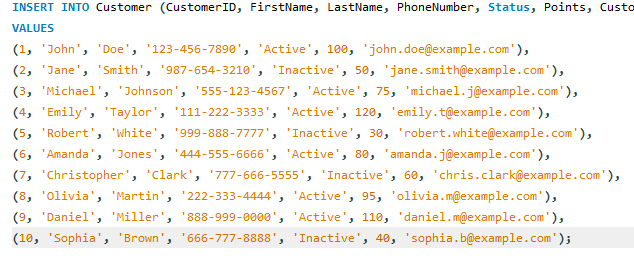 INSERT INTO Customer (CustomerID, FirstName, LastName, PhoneNumber, Status, Points, Custo
VALUES
(1, 'John', 'Doe', '123-456-7890', 'Active', 100, 'john.doe@example.com'),
(2, 'Jane', 'Smith', '987-654-3210', 'Inactive', 50, 'jane.smith@example.com'),
(3, 'Michael', 'Johnson', '555-123-4567', 'Active', 75, 'michael.j@example.com'),
(4, 'Emily', 'Taylor', '111-222-3333', 'Active', 120, 'emily.t@example.com'),
(5, 'Robert', 'White', '999-888-7777', 'Inactive', 30, 'robert.white@example.com'),
(6, 'Amanda', 'Jones', '444-555-6666', 'Active', 80, 'amanda.j@example.com'),
(7, 'Christopher', 'Clark', '777-666-5555', 'Inactive', 60, 'chris.clark@example.com'),
(8, 'Olivia', 'Martin', '222-333-4444', 'Active', 95, 'olivia.m@example.com'),
(9, 'Daniel', 'Miller', '888-999-0000', 'Active', 110, 'daniel.m@example.com'),
(10, 'Sophia', 'Brown', '666-777-8888', 'Inactive', 40, 'sophia.b@example.com');